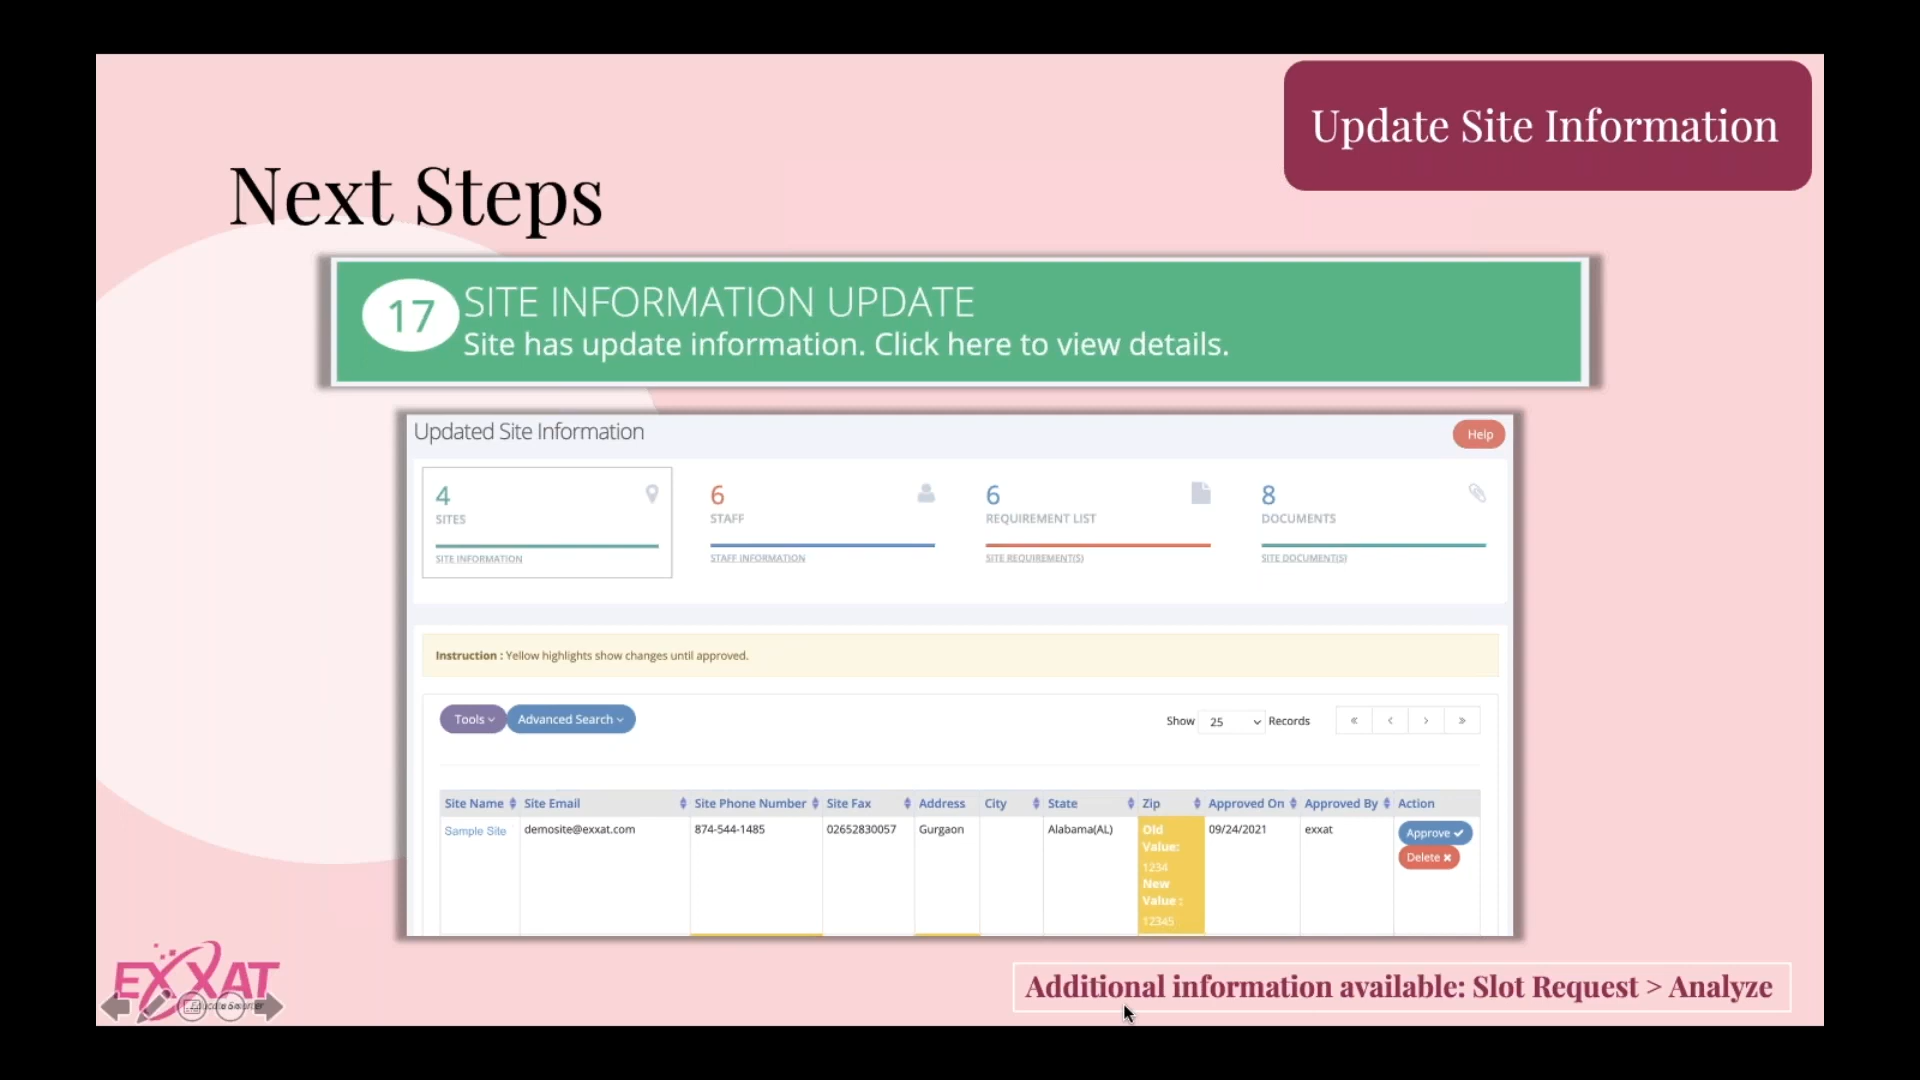 Update Site Information
Next Steps
17
SITE INFORMATION UPDATE
Site has update information. Click here to view details.
Updated Site Information
Help
4
SITES
SITE INFORMATION
6
STAFF
STAFF INFORMATION
6
REQUIREMENT LIST
SITE REQUIREMENT(S)
8
DOCUMENTS
SITE DOCUMENT(S)
Instruction : Yellow highlights show changes until approved.
Tools Advanced Search
Show 25 Records « ‹ › »
Site Name Site Email Site Phone Number Site Fax Address City State Zip Approved On Approved By Action
Sample Site demosite@exxat.com 874-544-1485 02652830057 Gurgaon Alabama(AL) Old 09/24/2021 exxat Approve
Value:
Delete
1234
New
Value :
12345
EXXAT
Educate Smarter
Additional information available: Slot Request > Analyze